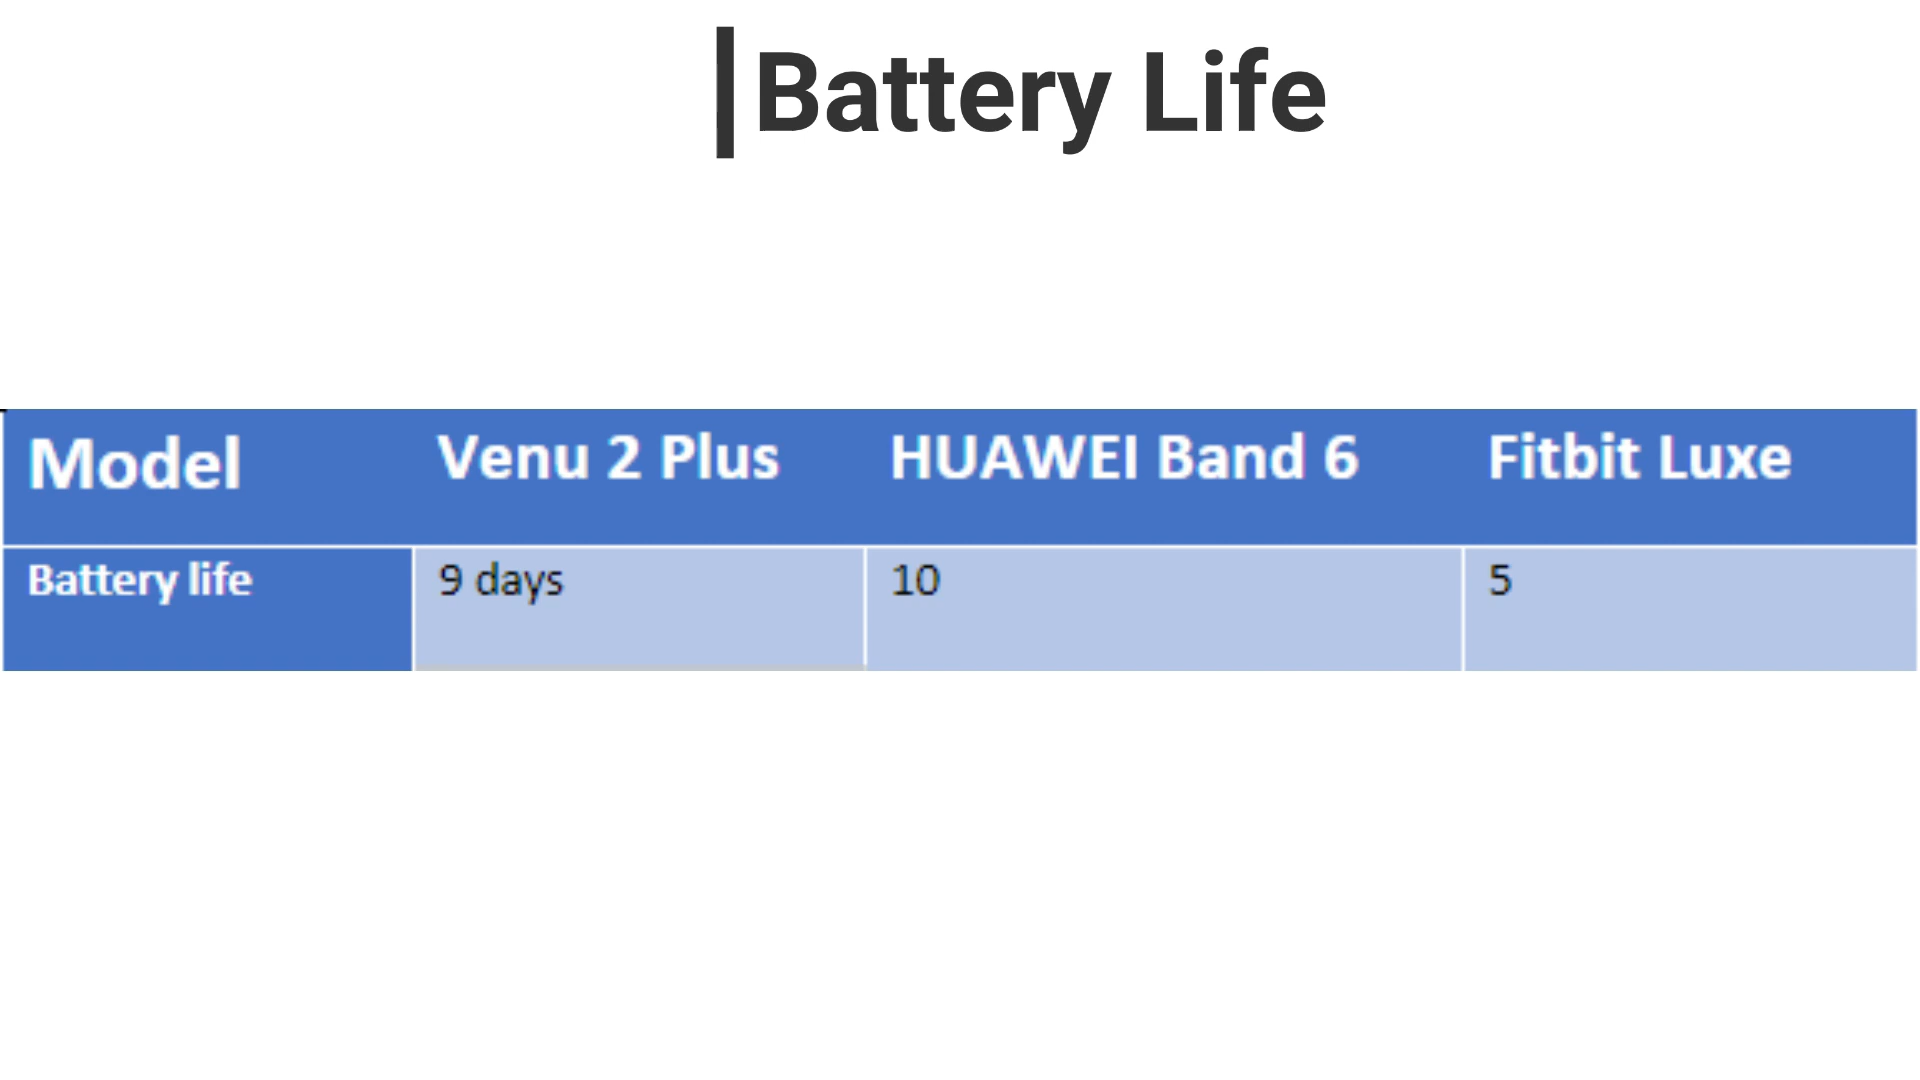 Battery Life
Model Venu 2 Plus HUAWEI Band 6 Fitbit Luxe
Battery life 9 days 10 5